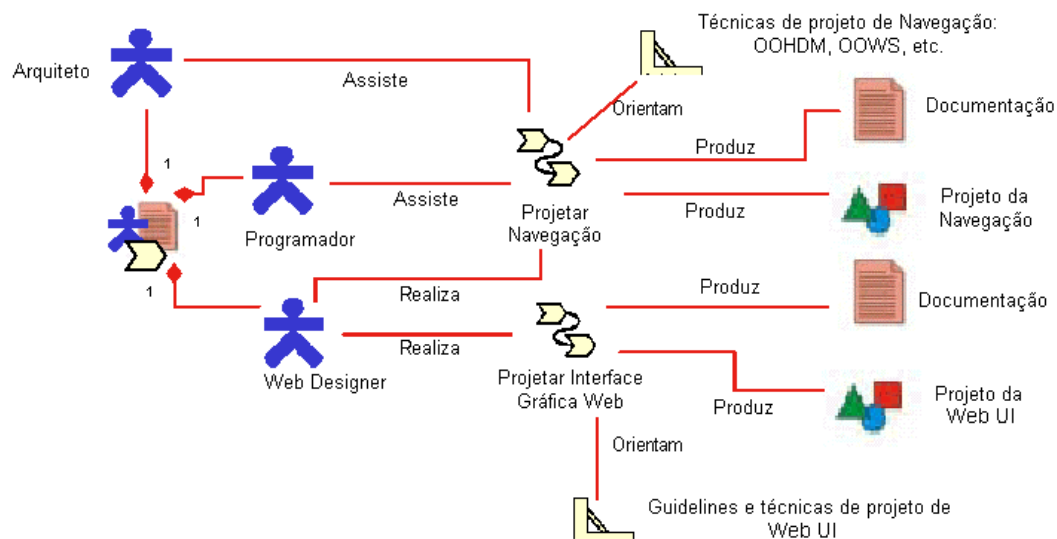 Técnicas de projeto de Navegação:
OOHDM, OOWS, etc.
Arquiteto
Assiste
Orientam
Documentação
Produz
1
Assiste
Produz
Projeto da
Navegação
1
Programador
Projetar
Navegação
Produz
Documentação
1
Realiza
Realiza
Web Designer
Projetar Interface
Gráfica Web
Produz
Projeto da
Web UI
Orientam
Guidelines e técnicas de projeto de
Web UI